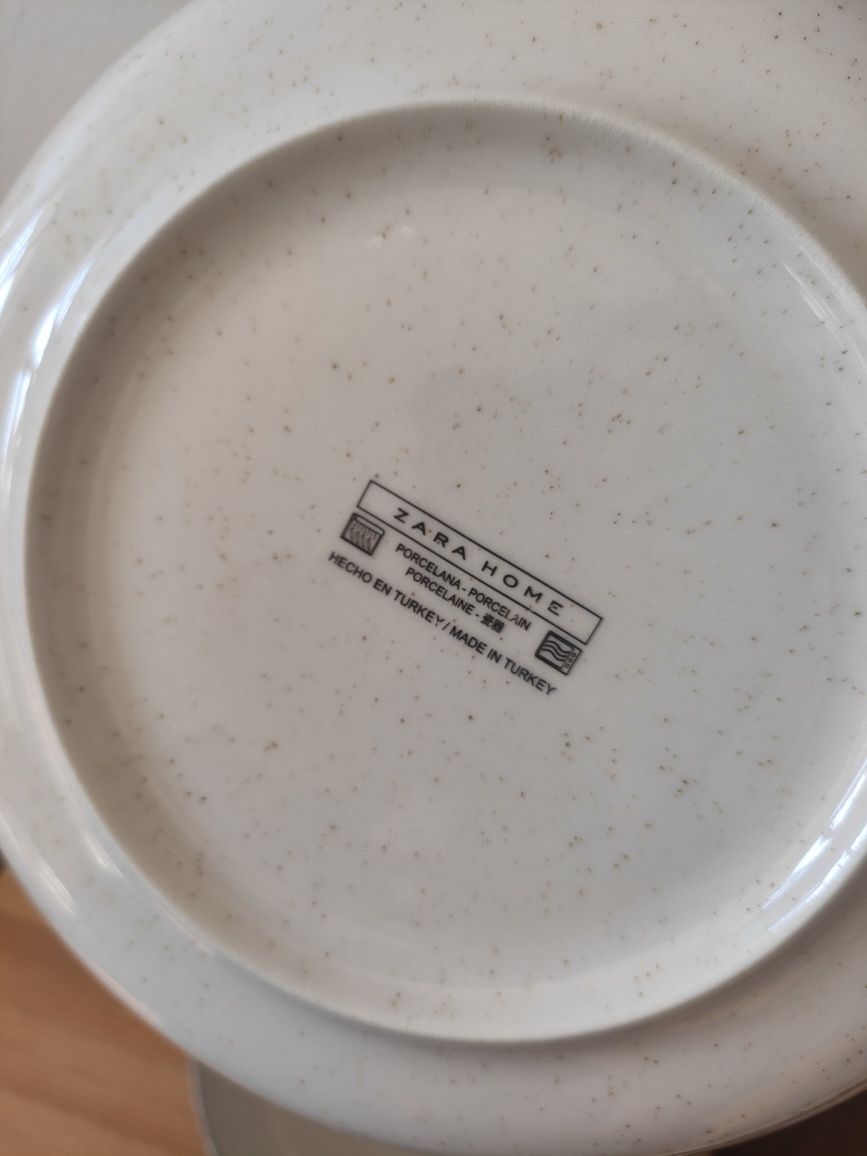 ZARA HOME
PORCELANA - PORCELAIN
PORCELAINE - 瓷器
HECHO EN TURKEY / MADE IN TURKEY